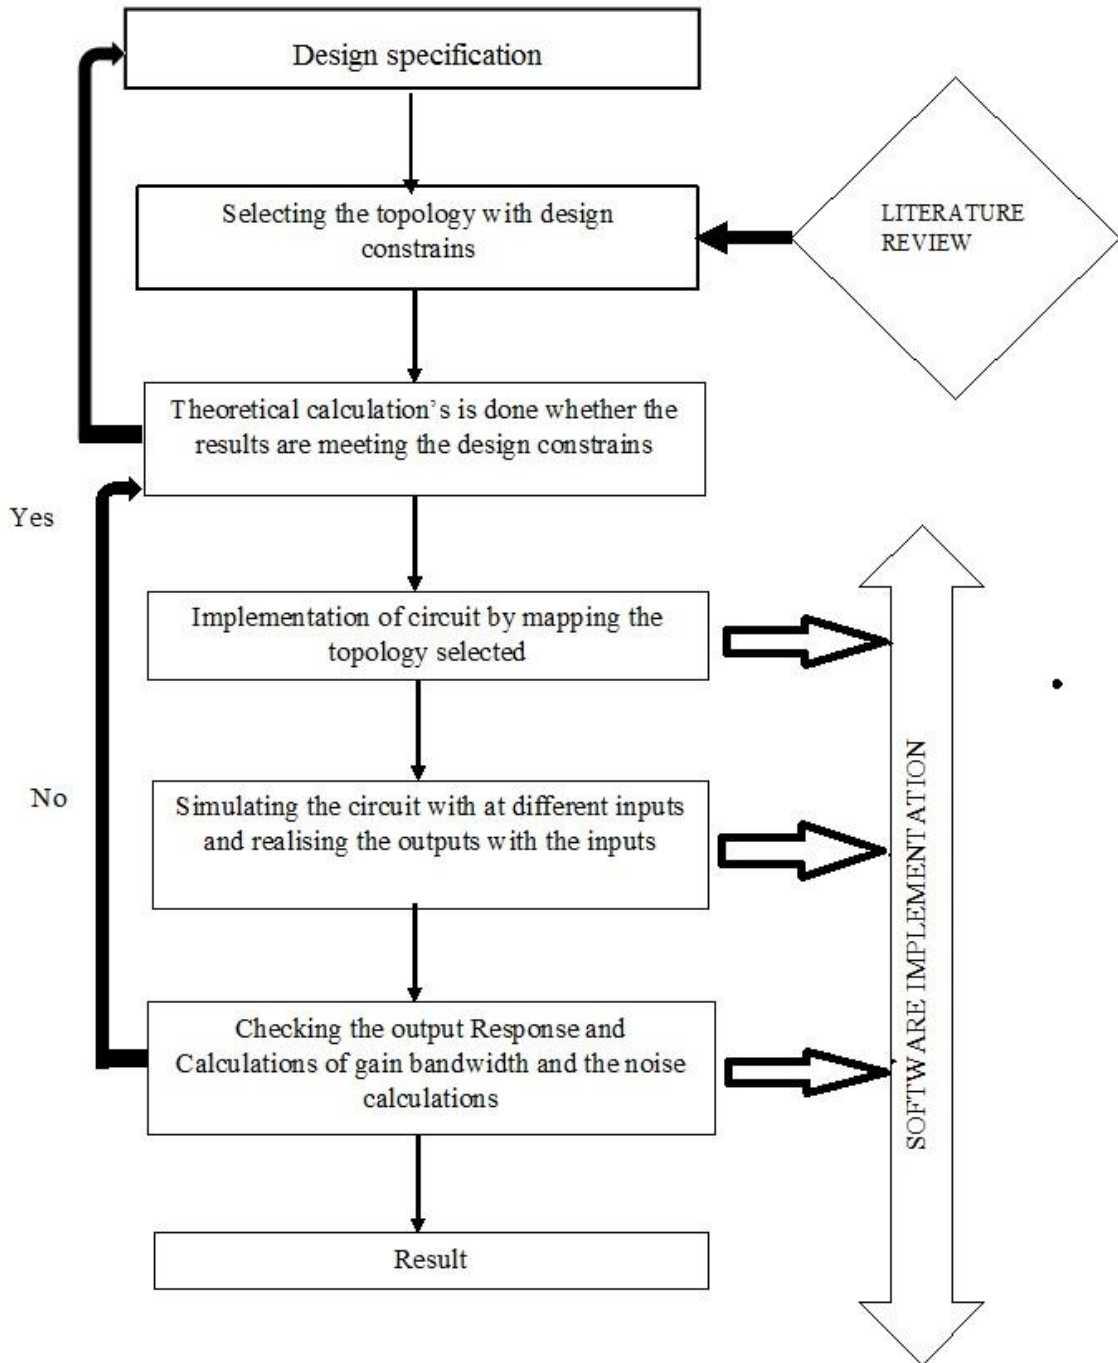 Design specification
Selecting the topology with design
constrains
LITERATURE
REVIEW
Theoretical calculation's is done whether the
results are meeting the design constrains
Yes
Implementation of circuit by mapping the
topology selected
No
Simulating the circuit with at different inputs
and realising the outputs with the inputs
SOFTWARE IMPLEMENTATION
Checking the output Response and
Calculations of gain bandwidth and the noise
calculations
Result